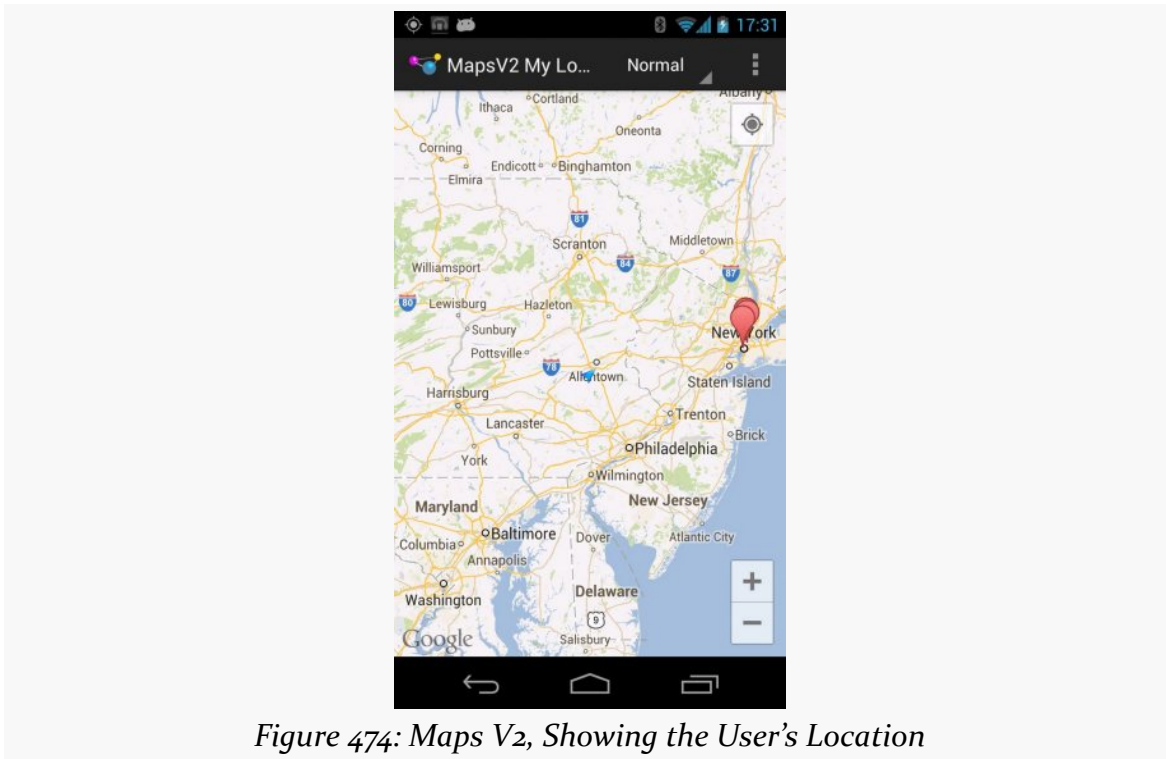 17:31
MapsV2 My Lo... Normal
Albany
Cortland
Ithaca
Oneonta
Corning
Endicott Binghamton
Elmira
81
Scranton Middletown
84
Williamsport 87
80 Lewisburg Hazleton
Sunbury New York
Pottsville
78 Allentown Staten Island
Harrisburg
Lancaster Trenton
Brick
York Philadelphia
Wilmington
Maryland New Jersey
Baltimore Dover Atlantic City
Columbia
Annapolis
Washington Delaware
9
Google Salisbury
Figure 474: Maps V2, Showing the User's Location